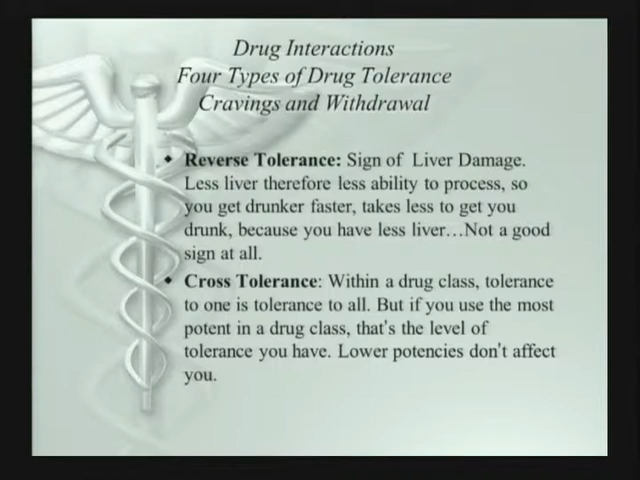 Drug Interactions
Four Types of Drug Tolerance
Cravings and Withdrawal
Reverse Tolerance: Sign of Liver Damage.
Less liver therefore less ability to process, so
you get drunker faster, takes less to get you
drunk, because you have less liver…Not a good
sign at all.
Cross Tolerance: Within a drug class, tolerance
to one is tolerance to all. But if you use the most
potent in a drug class, that's the level of
tolerance you have. Lower potencies don't affect
you.